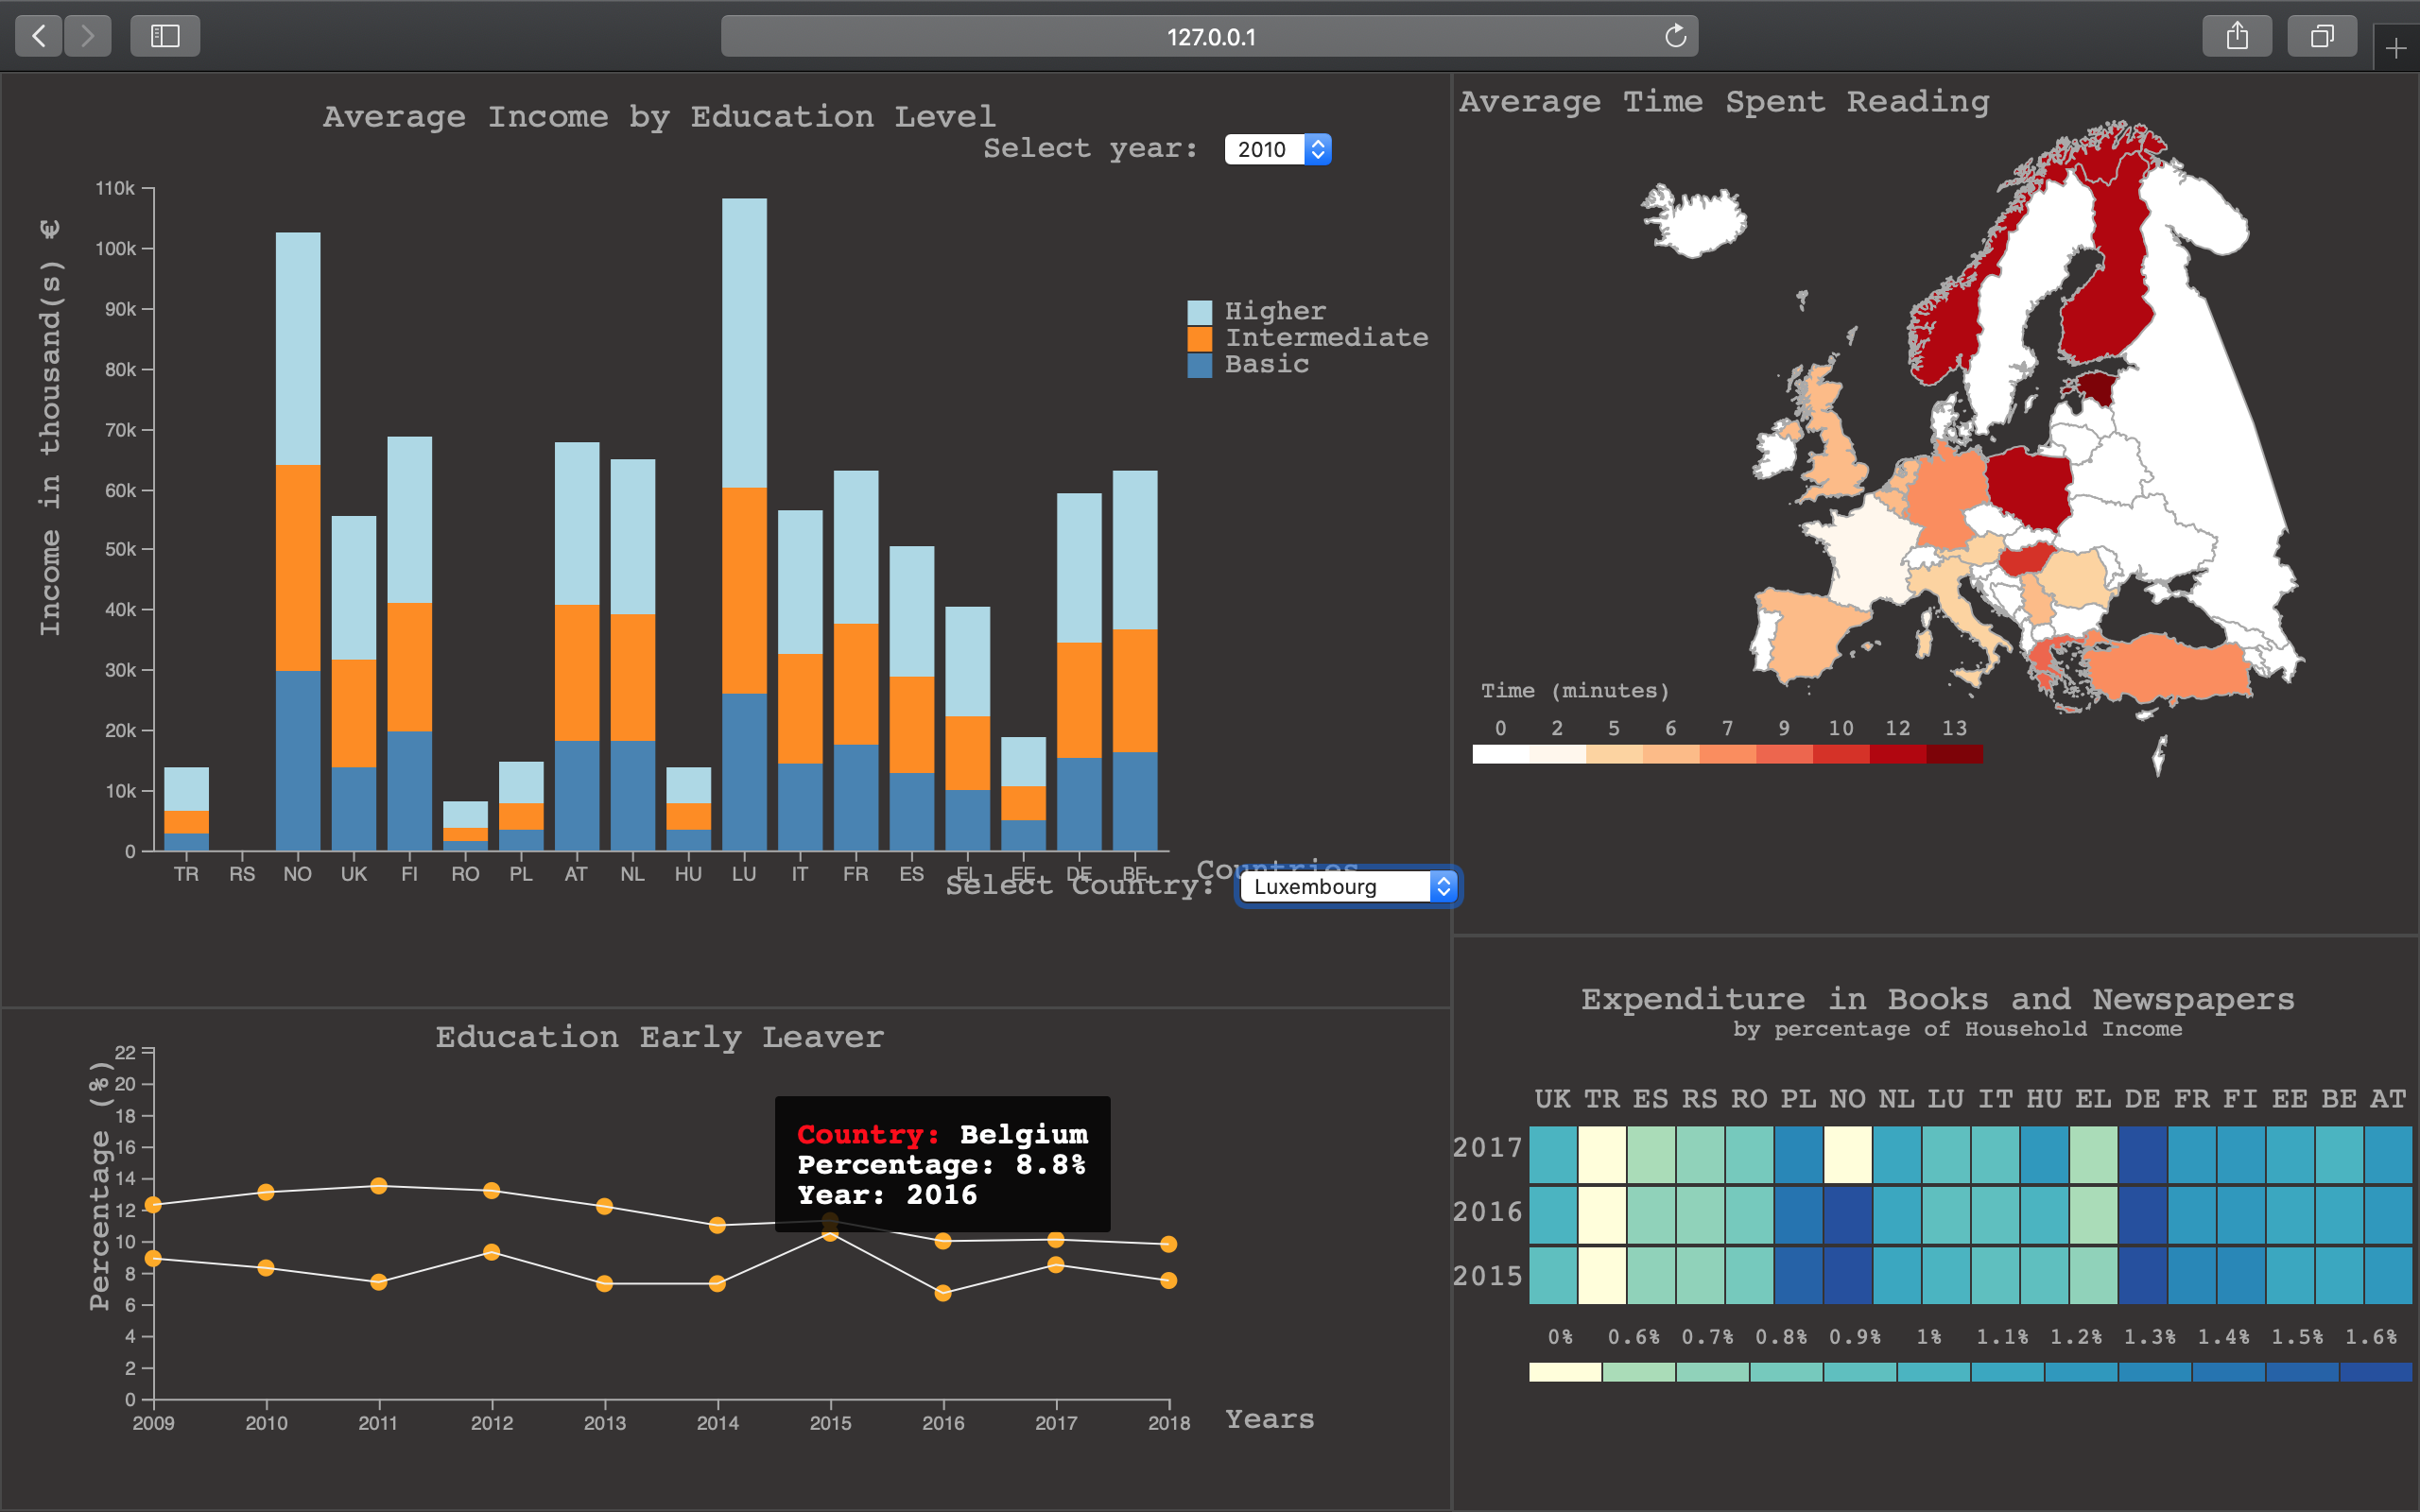 127.0.0.1
Average Income by Education Level
Select year: 2010
Income in thousand(s) €
110k
100k
90k
80k
70k
60k
50k
40k
30k
20k
10k
0
TR RS NO UK FI RO PL AT NL HU LU IT FR ES EL EE DE BE
Countries
Higher
Intermediate
Basic
Select Country: Luxembourg
Average Time Spent Reading
Time (minutes)
0 2 5 6 7 9 10 12 13
Education Early Leaver
Percentage (%)
22
20
18
16
14
12
10
8
6
4
2
0
2009 2010 2011 2012 2013 2014 2015 2016 2017 2018
Years
Country: Belgium
Percentage: 8.8%
Year: 2016
Expenditure in Books and Newspapers
by percentage of Household Income
UK TR ES RS RO PL NO NL LU IT HU EL DE FR FI EE BE AT
2017
2016
2015
0% 0.6% 0.7% 0.8% 0.9% 1% 1.1% 1.2% 1.3% 1.4% 1.5% 1.6%